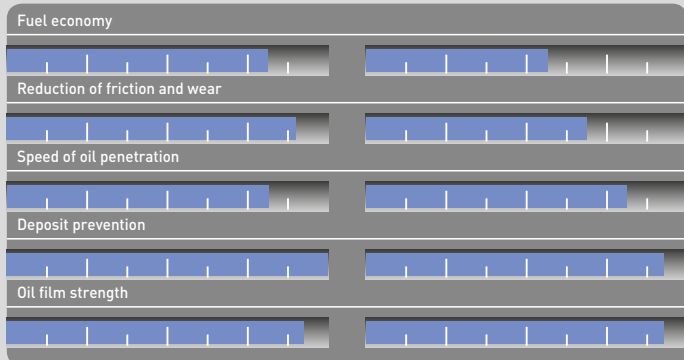 Fuel economy
Reduction of friction and wear
Speed of oil penetration
Deposit prevention
Oil film strength